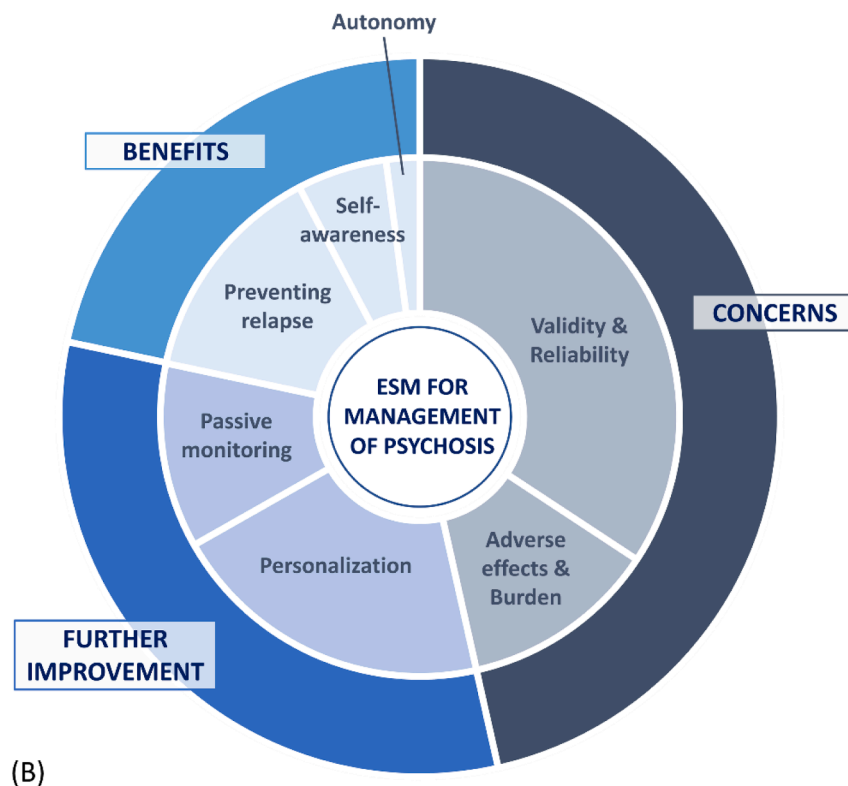 Autonomy
BENEFITS
Self-
awareness
Preventing
relapse
Validity &
Reliability
CONCERNS
ESM FOR
MANAGEMENT
OF PSYCHOSIS
Passive
monitoring
Personalization
Adverse
effects &
Burden
FURTHER
IMPROVEMENT
(B)